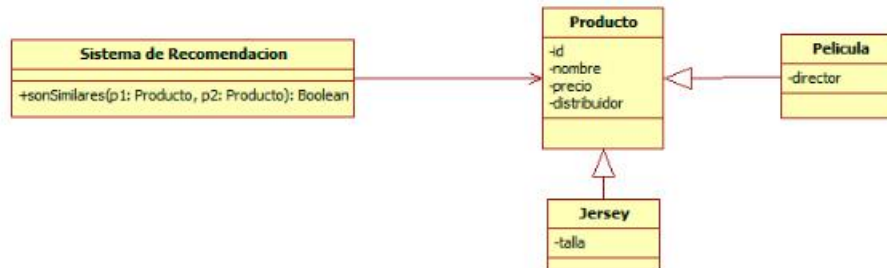 Sistema de Recomendacion
+sonSimilares(p1: Producto, p2: Producto): Boolean
Producto
-id
-nombre
-precio
-distribuidor
Pelicula
-director
Jersey
-talla